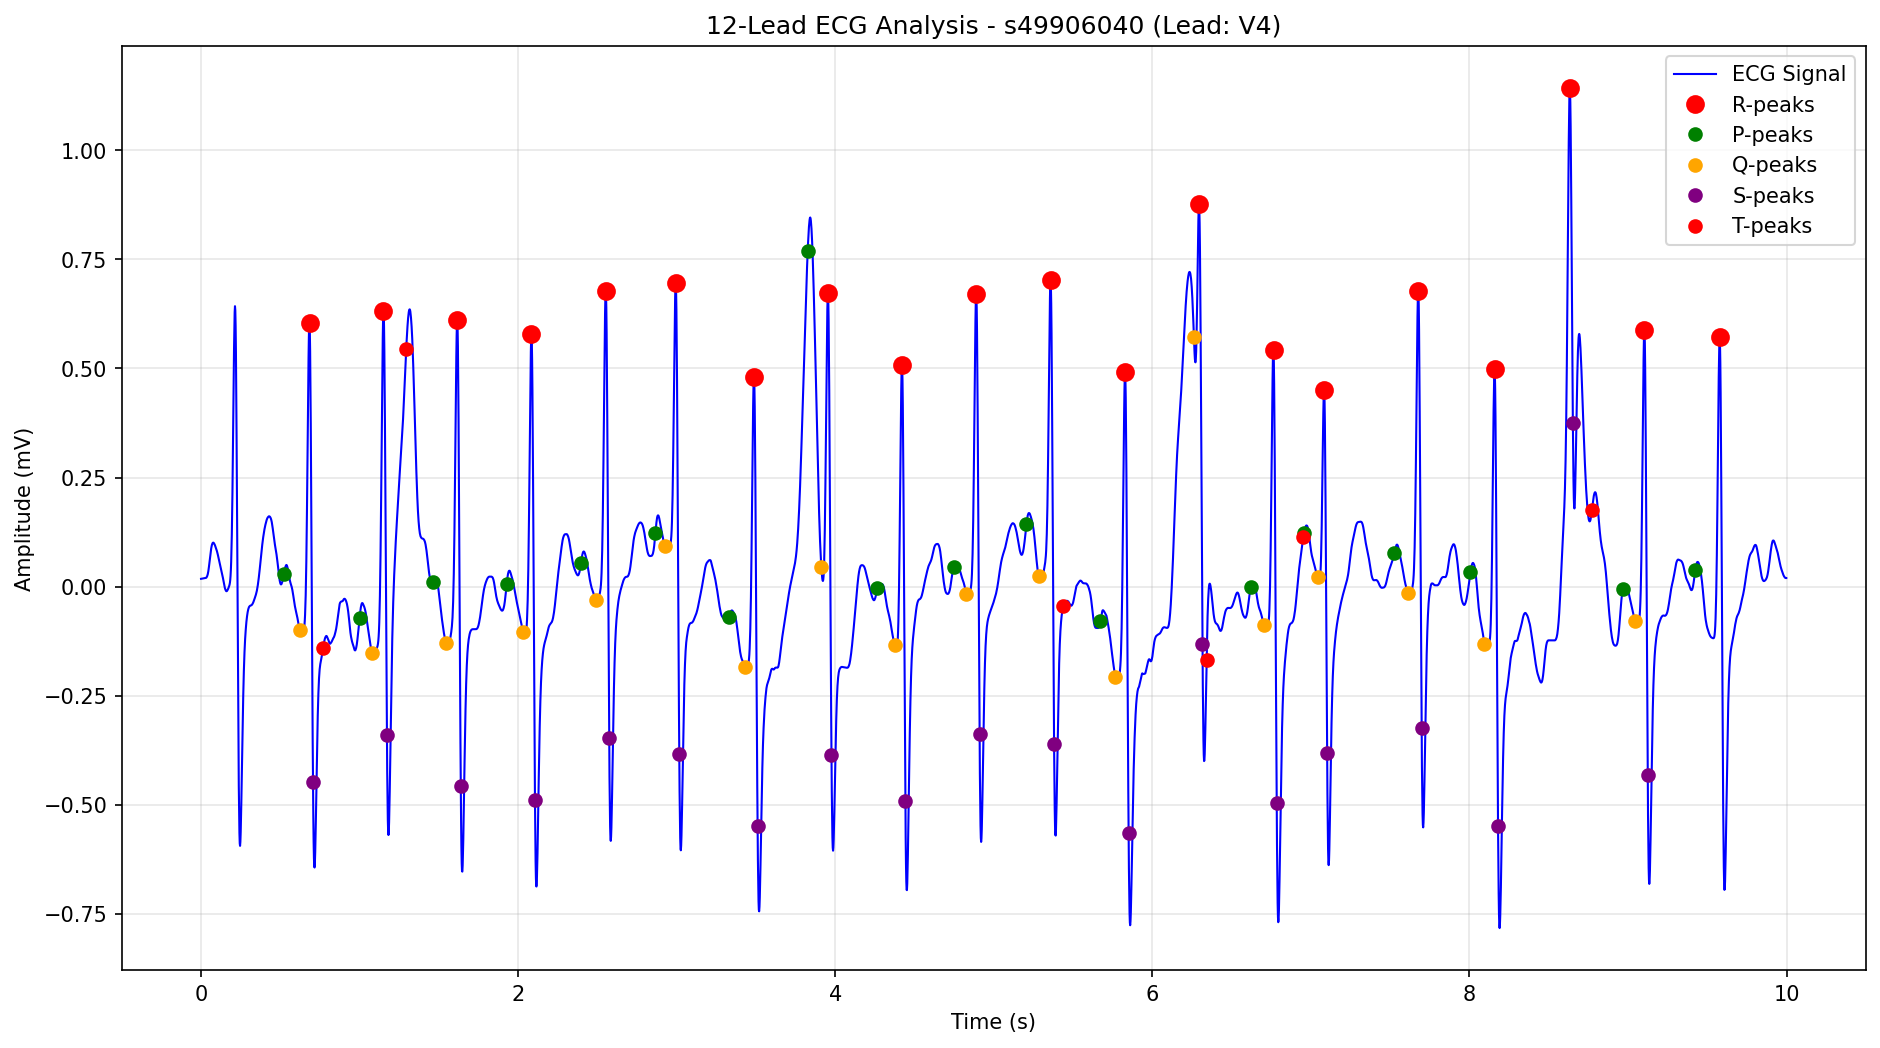 12-Lead ECG Analysis - s49906040 (Lead: V4)
ECG Signal
R-peaks
P-peaks
Q-peaks
S-peaks
T-peaks
Amplitude (mV)
1.00
0.75
0.50
0.25
0.00
−0.25
−0.50
−0.75
0 2 4 6 8 10
Time (s)